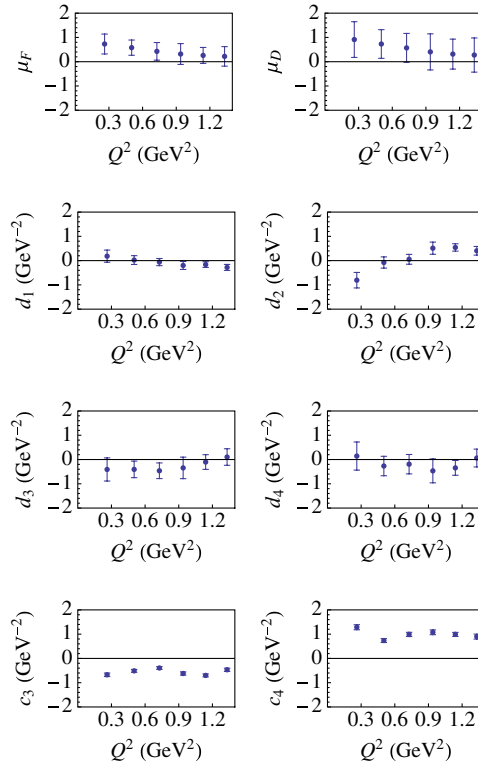 2
1
0
−1
−2
μ_F
0.3 0.6 0.9 1.2
Q² (GeV²)
2
1
0
−1
−2
μ_D
0.3 0.6 0.9 1.2
Q² (GeV²)
2
1
0
−1
−2
d₁ (GeV⁻²)
0.3 0.6 0.9 1.2
Q² (GeV²)
2
1
0
−1
−2
d₂ (GeV⁻²)
0.3 0.6 0.9 1.2
Q² (GeV²)
2
1
0
−1
−2
d₃ (GeV⁻²)
0.3 0.6 0.9 1.2
Q² (GeV²)
2
1
0
−1
−2
d₄ (GeV⁻²)
0.3 0.6 0.9 1.2
Q² (GeV²)
2
1
0
−1
−2
c₃ (GeV⁻²)
0.3 0.6 0.9 1.2
Q² (GeV²)
2
1
0
−1
−2
c₄ (GeV⁻²)
0.3 0.6 0.9 1.2
Q² (GeV²)